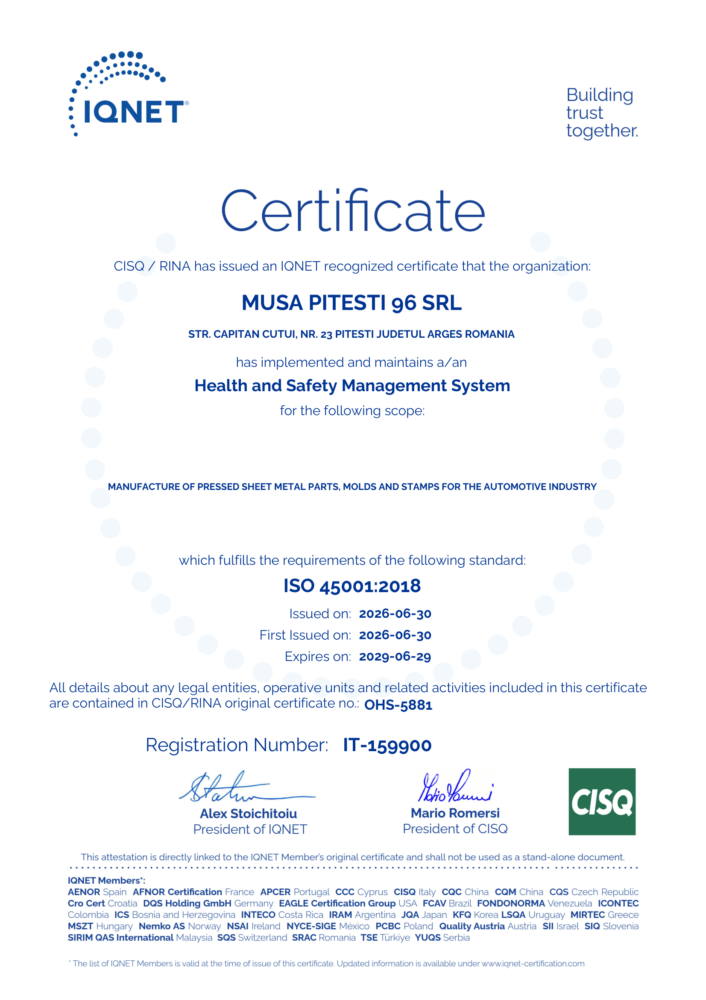 IQNET®
Building
trust
together.
Certificate
CISQ / RINA has issued an IQNET recognized certificate that the organization:
MUSA PITESTI 96 SRL
STR. CAPITAN CUTUI, NR. 23 PITESTI JUDETUL ARGES ROMANIA
has implemented and maintains a/an
Health and Safety Management System
for the following scope:
MANUFACTURE OF PRESSED SHEET METAL PARTS, MOLDS AND STAMPS FOR THE AUTOMOTIVE INDUSTRY
which fulfills the requirements of the following standard:
ISO 45001:2018
Issued on: 2026-06-30
First Issued on: 2026-06-30
Expires on: 2029-06-29
All details about any legal entities, operative units and related activities included in this certificate
are contained in CISQ/RINA original certificate no.: OHS-5881
Registration Number: IT-159900
Alex Stoichitoiu
President of IQNET
Mario Romersi
President of CISQ
CISQ
This attestation is directly linked to the IQNET Member's original certificate and shall not be used as a stand-alone document.
IQNET Members*:
AENOR Spain AFNOR Certification France APCER Portugal CCC Cyprus CISQ Italy CQC China CQM China CQS Czech Republic
Cro Cert Croatia DQS Holding GmbH Germany EAGLE Certification Group USA FCAV Brazil FONDONORMA Venezuela ICONTEC
Colombia ICS Bosnia and Herzegovina INTECO Costa Rica IRAM Argentina JQA Japan KFQ Korea LSQA Uruguay MIRTEC Greece
MSZT Hungary Nemko AS Norway NSAI Ireland NYCE-SIGE México PCBC Poland Quality Austria Austria SII Israel SIQ Slovenia
SIRIM QAS International Malaysia SQS Switzerland SRAC Romania TSE Türkiye YUQS Serbia
* The list of IQNET Members is valid at the time of issue of this certificate. Updated information is available under www.iqnet-certification.com